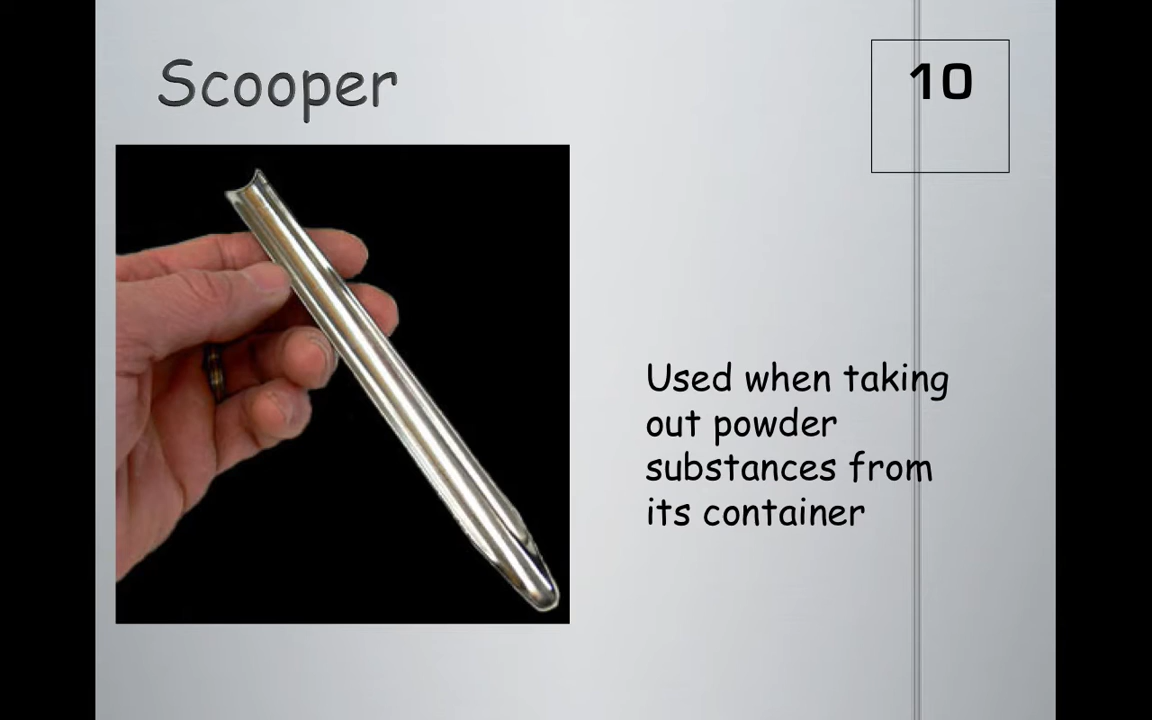 Scooper
10
Used when taking
out powder
substances from
its container